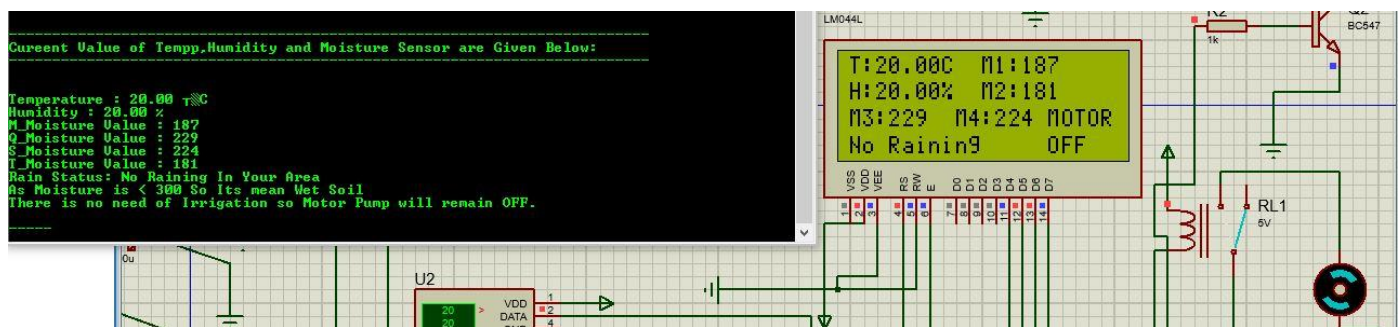 Cureent Value of Tempp,Humidity and Moisture Sensor are Given Below:
Temperature : 20.00 T░C
Humidity : 20.00 %
M_Moisture Value : 187
Q_Moisture Value : 229
S_Moisture Value : 224
T_Moisture Value : 181
Rain Status: No Raining In Your Area
As Moisture is < 300 So Its mean Wet Soil
There is no need of Irrigation so Motor Pump will remain OFF.
LM044L
T:20.00C M1:187
H:20.00% M2:181
M3:229 M4:224 MOTOR
No Raining OFF
VSS VDD VEE RS RW E D0 D1 D2 D3 D4 D5 D6 D7
1 2 3 4 5 6 7 8 9 10 11 12 13 14
R2
1k
Q2
BC547
RL1
5V
0u
U2
20
20
>
VDD 1
DATA 2
4